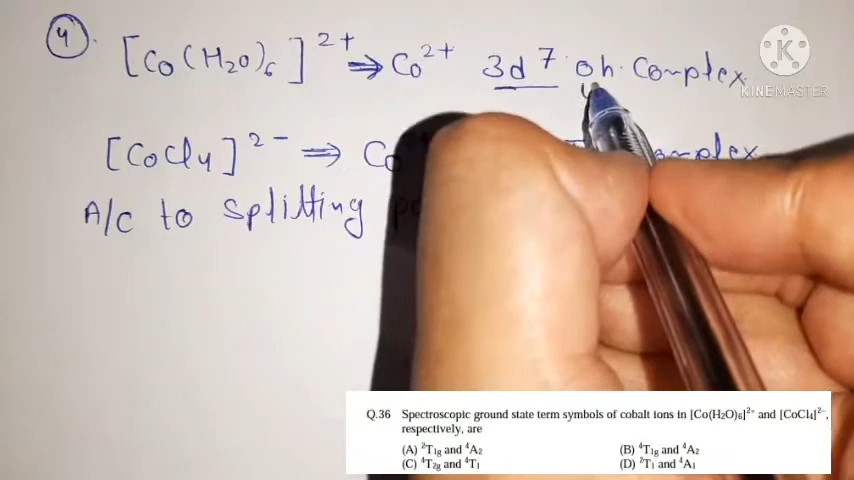 4. [Co(H2O)6]2+ ⇒ Co2+ 3d7 oh. Complex
KINEMASTER
[CoCl4]2- ⇒ Co complex
A/C to splitting
Q.36 Spectroscopic ground state term symbols of cobalt ions in [Co(H2O)6]2+ and [CoCl4]2-,
respectively, are
(A) 2T1g and 4A2 (B) 4T1g and 4A2
(C) 4T2g and 4T1 (D) 2T1 and 4A1